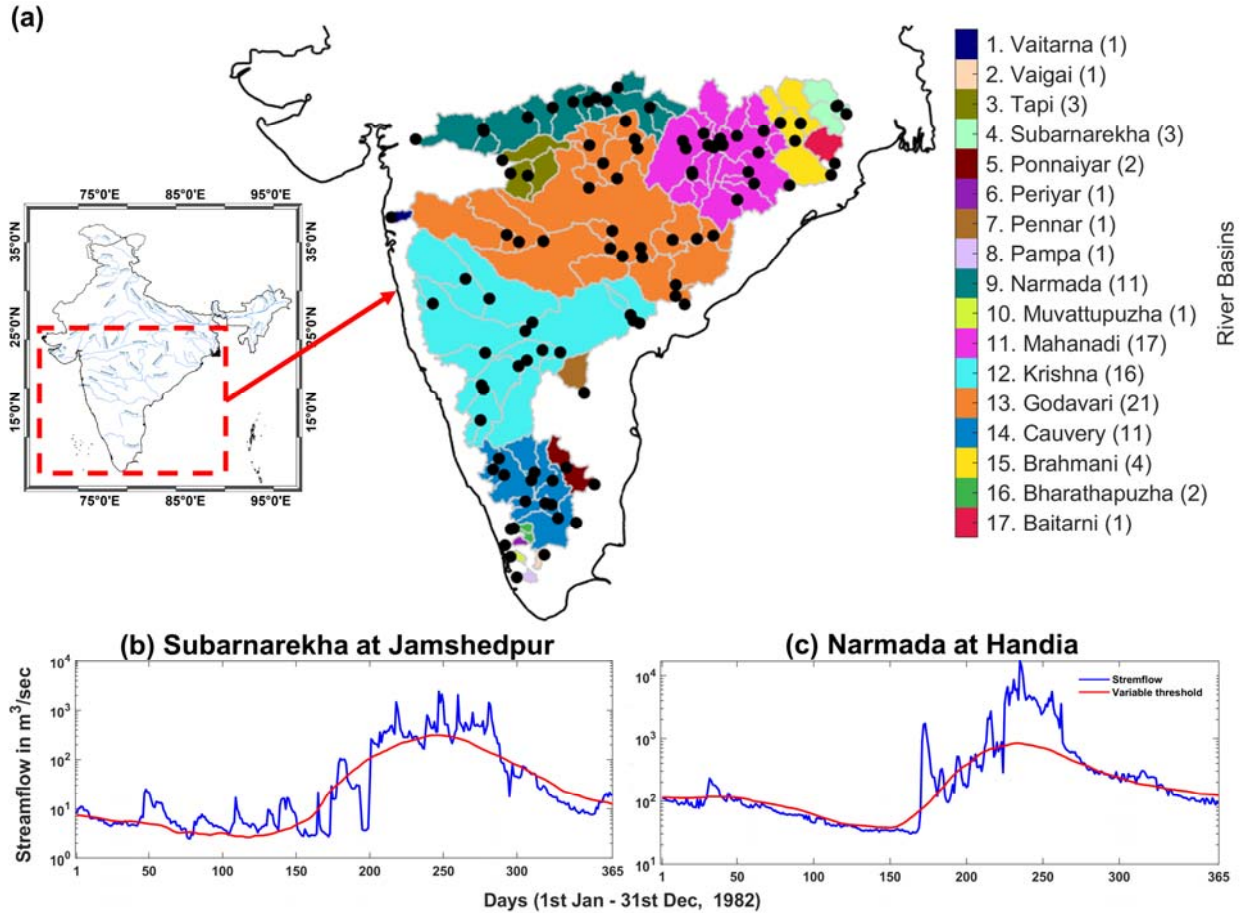 (a)
1. Vaitarna (1)
2. Vaigai (1)
3. Tapi (3)
4. Subarnarekha (3)
5. Ponnaiyar (2)
6. Periyar (1)
7. Pennar (1)
8. Pampa (1)
9. Narmada (11)
10. Muvattupuzha (1)
11. Mahanadi (17)
12. Krishna (16)
13. Godavari (21)
14. Cauvery (11)
15. Brahmani (4)
16. Bharathapuzha (2)
17. Baitarni (1)
River Basins
75°0'E 85°0'E 95°0'E
35°0'N
25°0'N
15°0'N
35°0'N
25°0'N
15°0'N
75°0'E 85°0'E 95°0'E
(b) Subarnarekha at Jamshedpur
Streamflow in m³/sec
10⁴
10³
10²
10¹
10⁰
1 50 100 150 200 250 300 365
(c) Narmada at Handia
Stremflow
Variable threshold
10⁴
10³
10²
10¹
1 50 100 150 200 250 300 365
Days (1st Jan - 31st Dec, 1982)